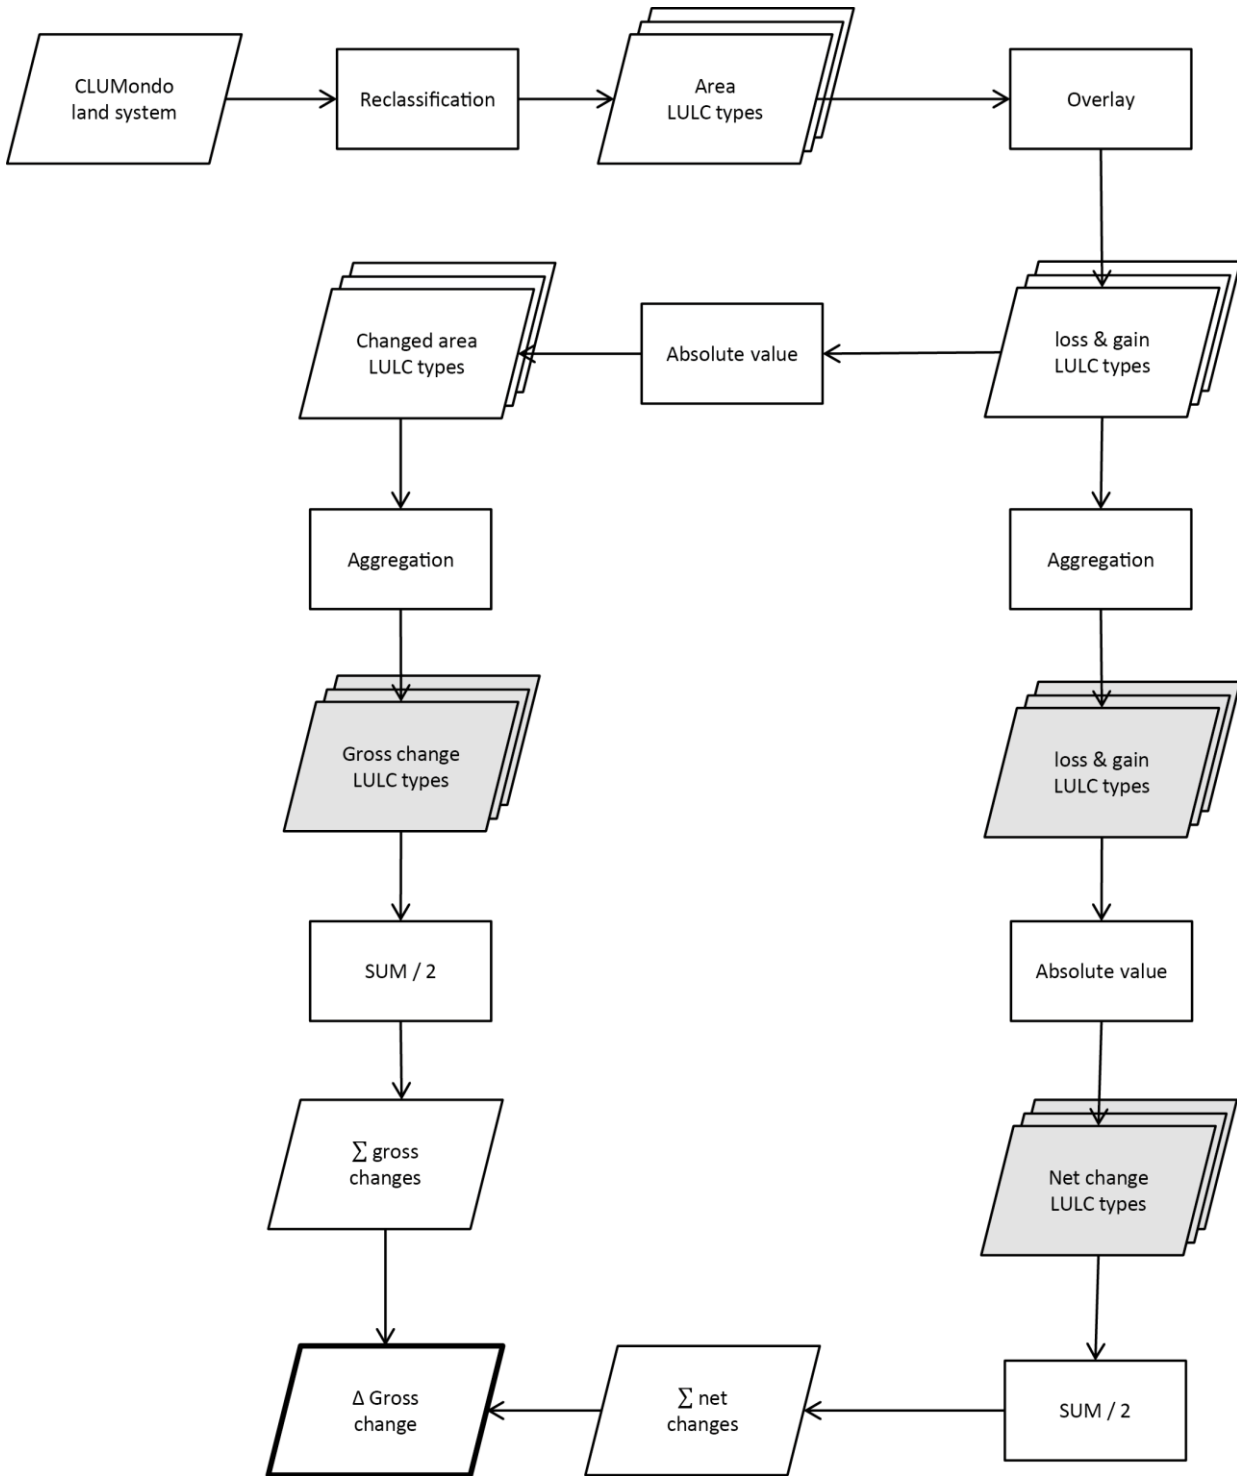 CLUMondo
land system
Reclassification
Area
LULC types
Overlay
Changed area
LULC types
Absolute value
loss & gain
LULC types
Aggregation
Aggregation
Gross change
LULC types
loss & gain
LULC types
SUM / 2
Absolute value
∑ gross
changes
Net change
LULC types
Δ Gross
change
∑ net
changes
SUM / 2